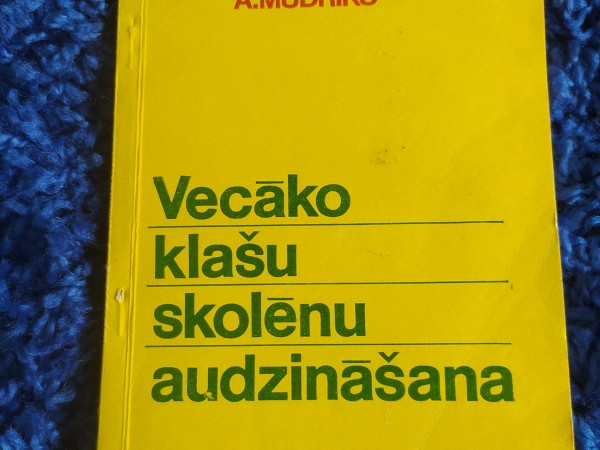 A.MUDRIKS
Vecāko
klašu
skolēnu
audzināšana